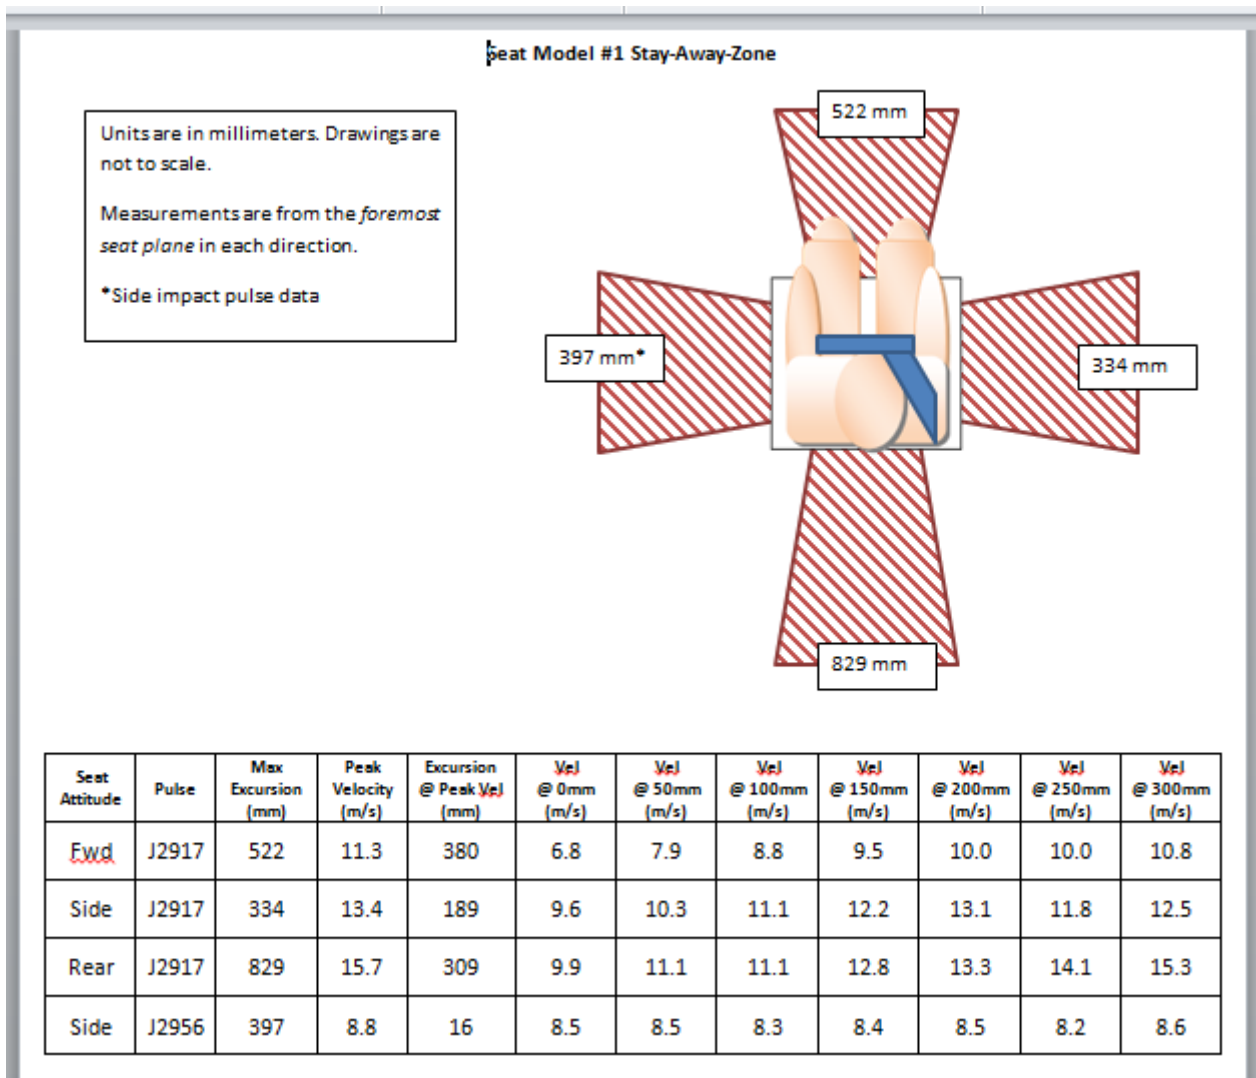 Seat Model #1 Stay-Away-Zone
Units are in millimeters. Drawings are
not to scale.
Measurements are from the foremost
seat plane in each direction.
*Side impact pulse data
522 mm
397 mm*
334 mm
829 mm
Seat Attitude Pulse Max Excursion (mm) Peak Velocity (m/s) Excursion @ Peak Vel (mm) Vel @ 0mm (m/s) Vel @ 50mm (m/s) Vel @ 100mm (m/s) Vel @ 150mm (m/s) Vel @ 200mm (m/s) Vel @ 250mm (m/s) Vel @ 300mm (m/s)
Fwd J2917 522 11.3 380 6.8 7.9 8.8 9.5 10.0 10.0 10.8
Side J2917 334 13.4 189 9.6 10.3 11.1 12.2 13.1 11.8 12.5
Rear J2917 829 15.7 309 9.9 11.1 11.1 12.8 13.3 14.1 15.3
Side J2956 397 8.8 16 8.5 8.5 8.3 8.4 8.5 8.2 8.6